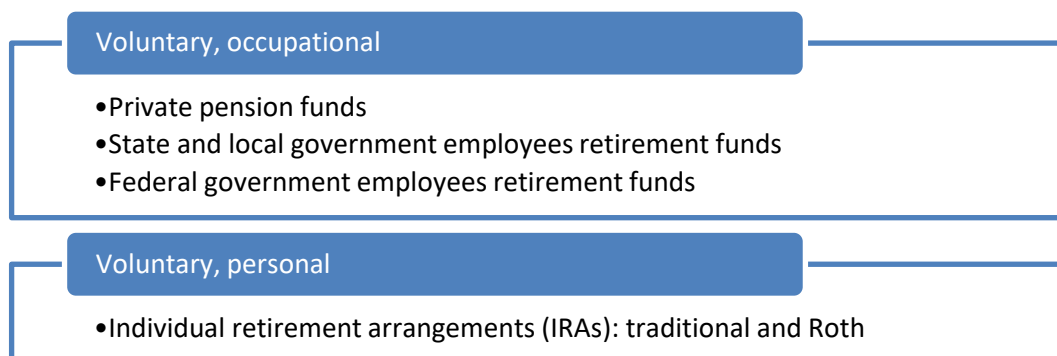 Voluntary, occupational
•Private pension funds
•State and local government employees retirement funds
•Federal government employees retirement funds
Voluntary, personal
•Individual retirement arrangements (IRAs): traditional and Roth